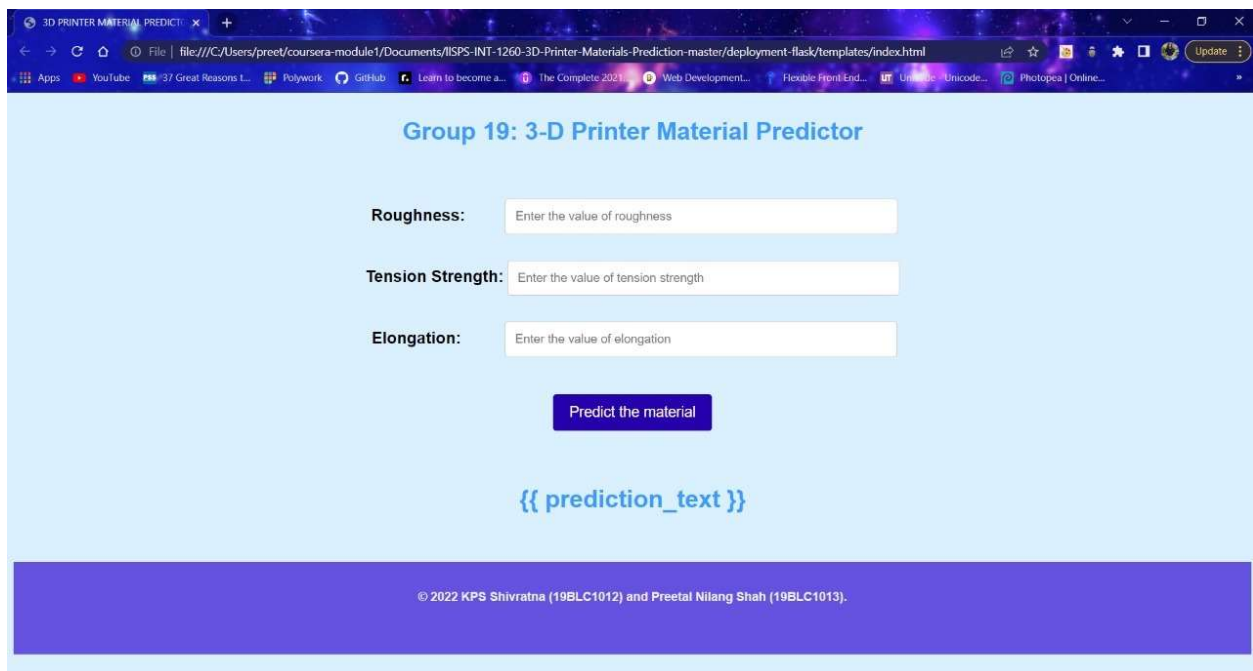 3D PRINTER MATERIAL PREDICTO
File | file:///C:/Users/preet/coursera-module1/Documents/IISPS-INT-1260-3D-Printer-Materials-Prediction-master/deployment-flask/templates/index.html Update
Apps YouTube 37 Great Reasons t... Polywork GitHub Learn to become a... The Complete 2021... Web Development... Flexible Front-End... Unicode... Photopea | Online...
Group 19: 3-D Printer Material Predictor
Roughness: Enter the value of roughness
Tension Strength: Enter the value of tension strength
Elongation: Enter the value of elongation
Predict the material
{{ prediction_text }}
© 2022 KPS Shivratna (19BLC1012) and Preetal Nilang Shah (19BLC1013).